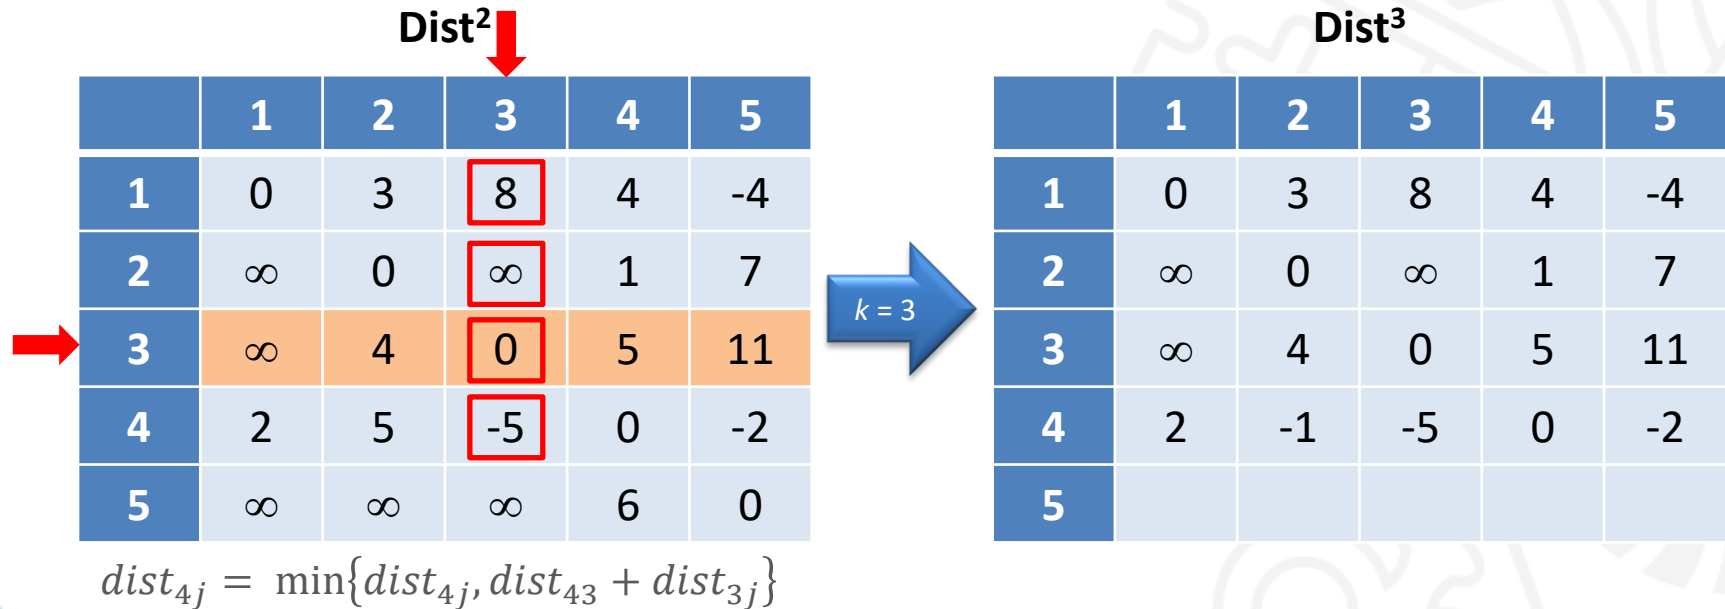 Dist² Dist³
1 2 3 4 5 1 2 3 4 5
1 0 3 8 4 -4 1 0 3 8 4 -4
2 ∞ 0 ∞ 1 7 2 ∞ 0 ∞ 1 7
k = 3
3 ∞ 4 0 5 11 3 ∞ 4 0 5 11
4 2 5 -5 0 -2 4 2 -1 -5 0 -2
5 ∞ ∞ ∞ 6 0 5
dist₄ⱼ = min{dist₄ⱼ, dist₄₃ + dist₃ⱼ}